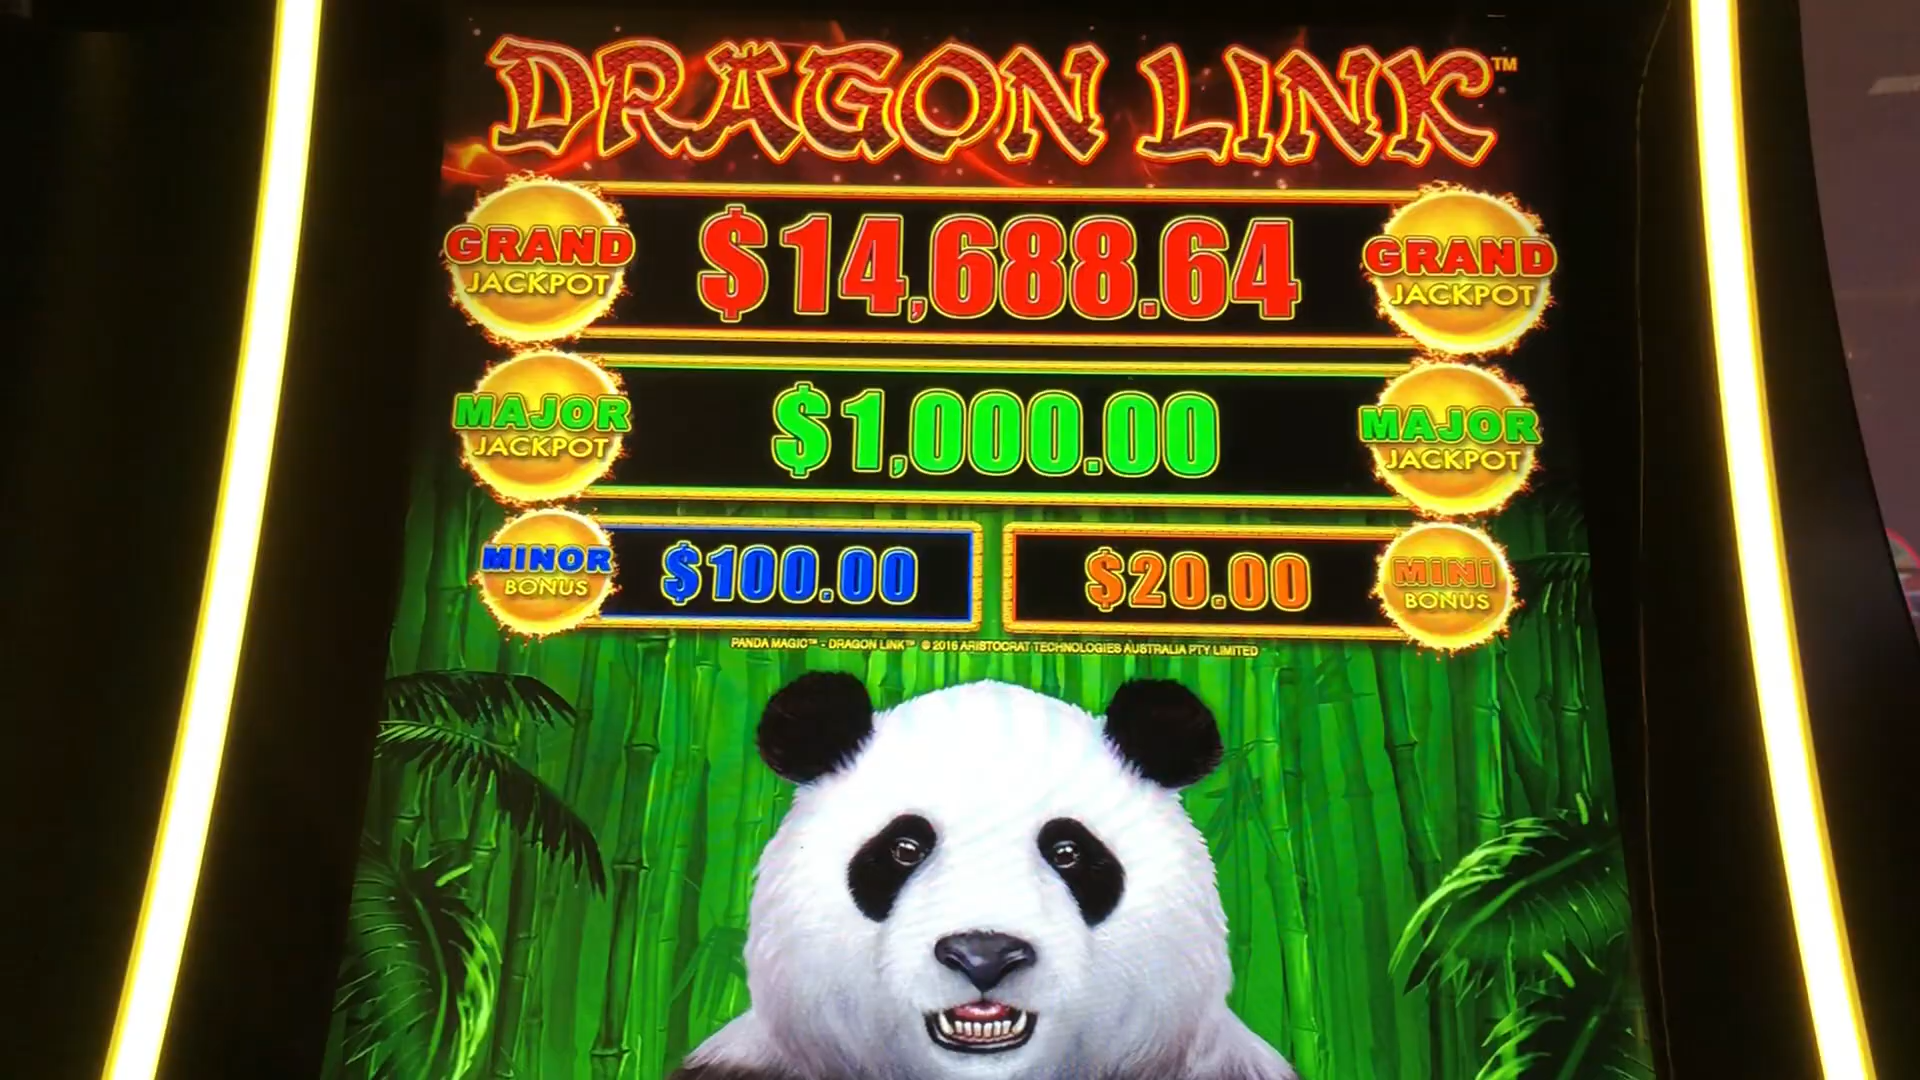 DRAGON LINK™
GRAND JACKPOT $14,688.64 GRAND JACKPOT
MAJOR JACKPOT $1,000.00 MAJOR JACKPOT
MINOR BONUS $100.00 $20.00 MINI BONUS
PANDA MAGIC™ - DRAGON LINK™ © 2016 ARISTOCRAT TECHNOLOGIES AUSTRALIA PTY LIMITED